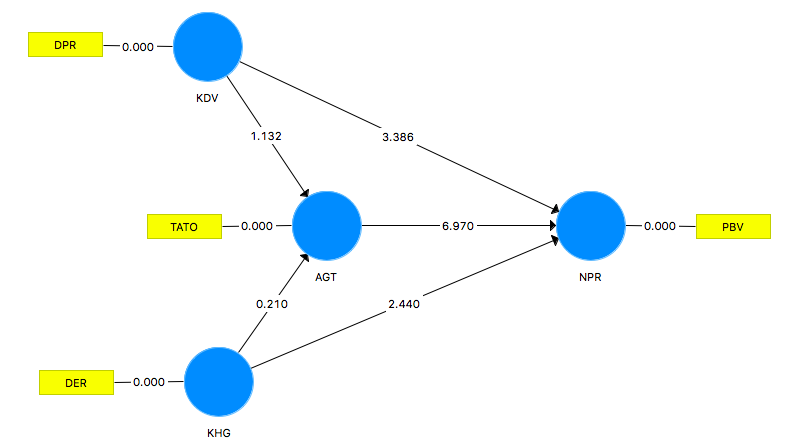 DPR
0.000
KDV
1.132
3.386
TATO
0.000
AGT
6.970
NPR
0.000
PBV
0.210
2.440
DER
0.000
KHG